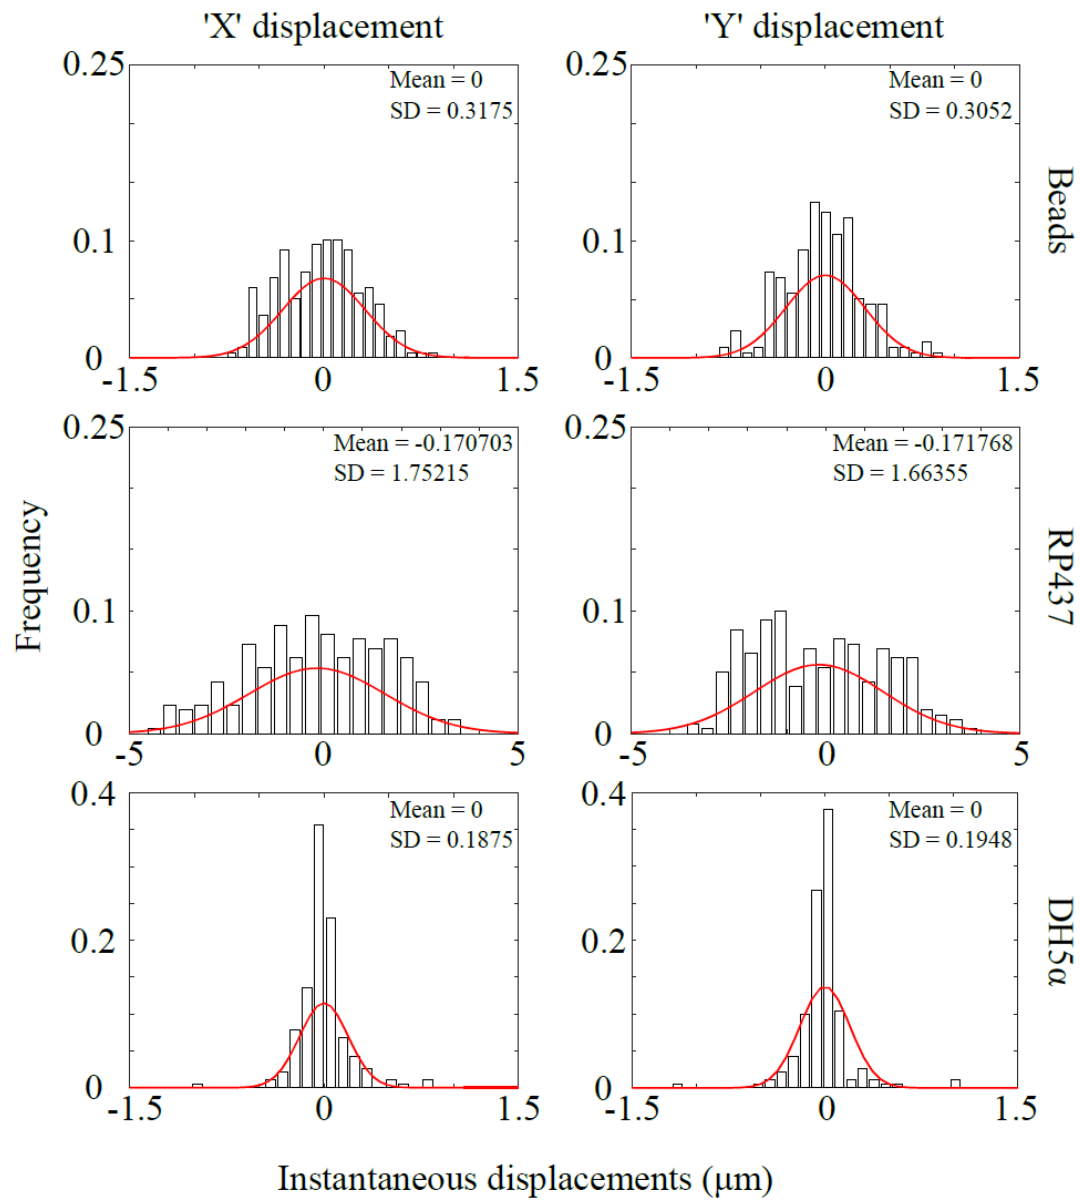 'X' displacement
'Y' displacement
0.25
Mean = 0
SD = 0.3175
0.1
0
-1.5
0
1.5
0.25
Mean = 0
SD = 0.3052
0.1
0
-1.5
0
1.5
Beads
0.25
Mean = -0.170703
SD = 1.75215
0.1
0
-5
0
5
0.25
Mean = -0.171768
SD = 1.66355
0.1
0
-5
0
5
RP437
Frequency
0.4
Mean = 0
SD = 0.1875
0.2
0
-1.5
0
1.5
0.4
Mean = 0
SD = 0.1948
0.2
0
-1.5
0
1.5
DH5α
Instantaneous displacements (μm)